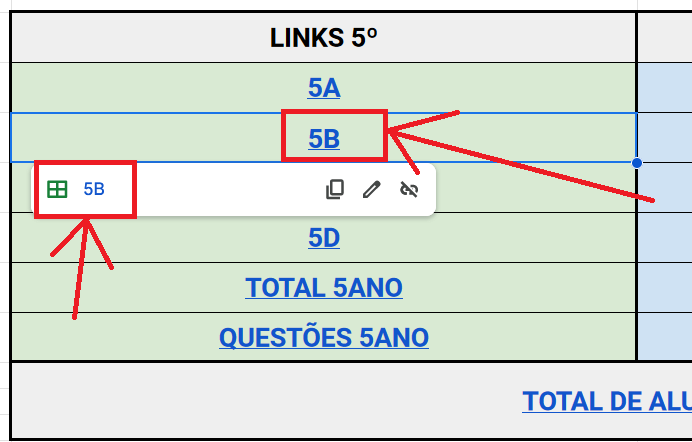 LINKS 5º
5A
5B
5B
5D
TOTAL 5ANO
QUESTÕES 5ANO
TOTAL DE ALU